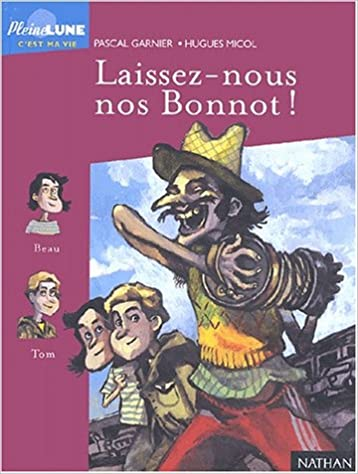 Pleine LUNE
C'EST MA VIE
PASCAL GARNIER • HUGUES MICOL
Laissez-nous
nos Bonnot !
Beau
Tom
NATHAN